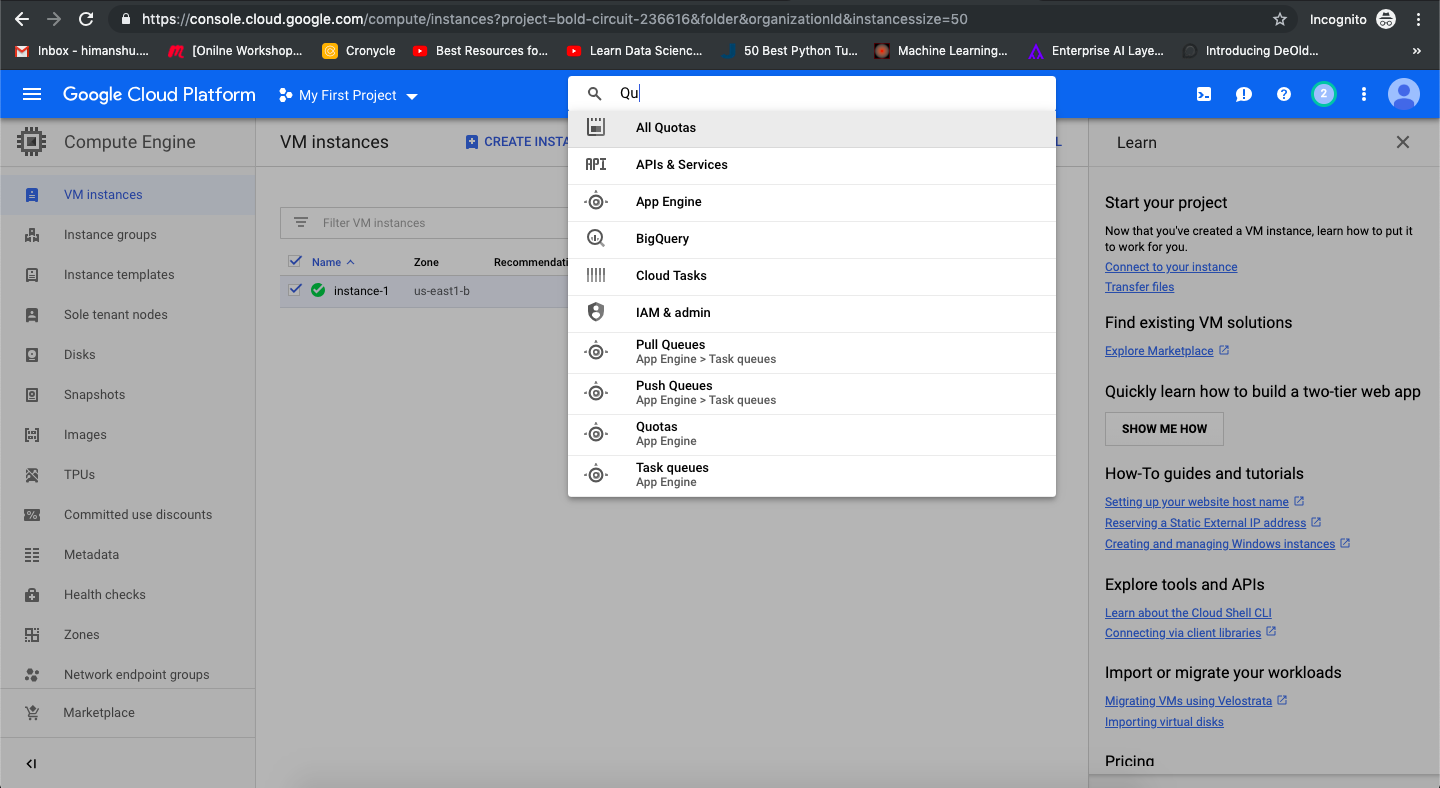 https://console.cloud.google.com/compute/instances?project=bold-circuit-236616&folder&organizationId&instancessize=50
Incognito
Inbox - himanshu....
[Onilne Workshop...
Cronycle
Best Resources fo...
Learn Data Scienc...
50 Best Python Tu...
Machine Learning...
Enterprise AI Laye...
Introducing DeOld...
»
Google Cloud Platform
My First Project
Qu
2
Compute Engine
VM instances
Instance groups
Instance templates
Sole tenant nodes
Disks
Snapshots
Images
TPUs
Committed use discounts
Metadata
Health checks
Zones
Network endpoint groups
Marketplace
VM instances
CREATE INSTA
L
Filter VM instances
Name
Zone
Recommendati
instance-1
us-east1-b
All Quotas
API
APIs & Services
App Engine
BigQuery
Cloud Tasks
IAM & admin
Pull Queues
App Engine > Task queues
Push Queues
App Engine > Task queues
Quotas
App Engine
Task queues
App Engine
Learn
Start your project
Now that you've created a VM instance, learn how to put it
to work for you.
Connect to your instance
Transfer files
Find existing VM solutions
Explore Marketplace
Quickly learn how to build a two-tier web app
SHOW ME HOW
How-To guides and tutorials
Setting up your website host name
Reserving a Static External IP address
Creating and managing Windows instances
Explore tools and APIs
Learn about the Cloud Shell CLI
Connecting via client libraries
Import or migrate your workloads
Migrating VMs using Velostrata
Importing virtual disks
Pricing